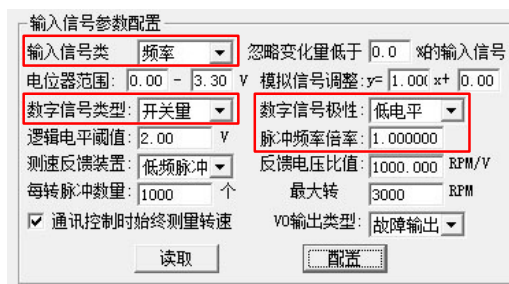 输入信号参数配置
输入信号类 频率 忽略变化量低于 0.0 %的输入信号
电位器范围: 0.00 - 3.30 V 模拟信号调整:y= 1.00( x+ 0.00
数字信号类型: 开关量 数字信号极性: 低电平
逻辑电平阈值: 2.00 V 脉冲频率倍率: 1.000000
测速反馈装置: 低频脉冲 反馈电压比值: 1000.000 RPM/V
每转脉冲数量: 1000 个 最大转 3000 RPM
通讯控制时始终测量转速 VO输出类型: 故障输出
读取 配置